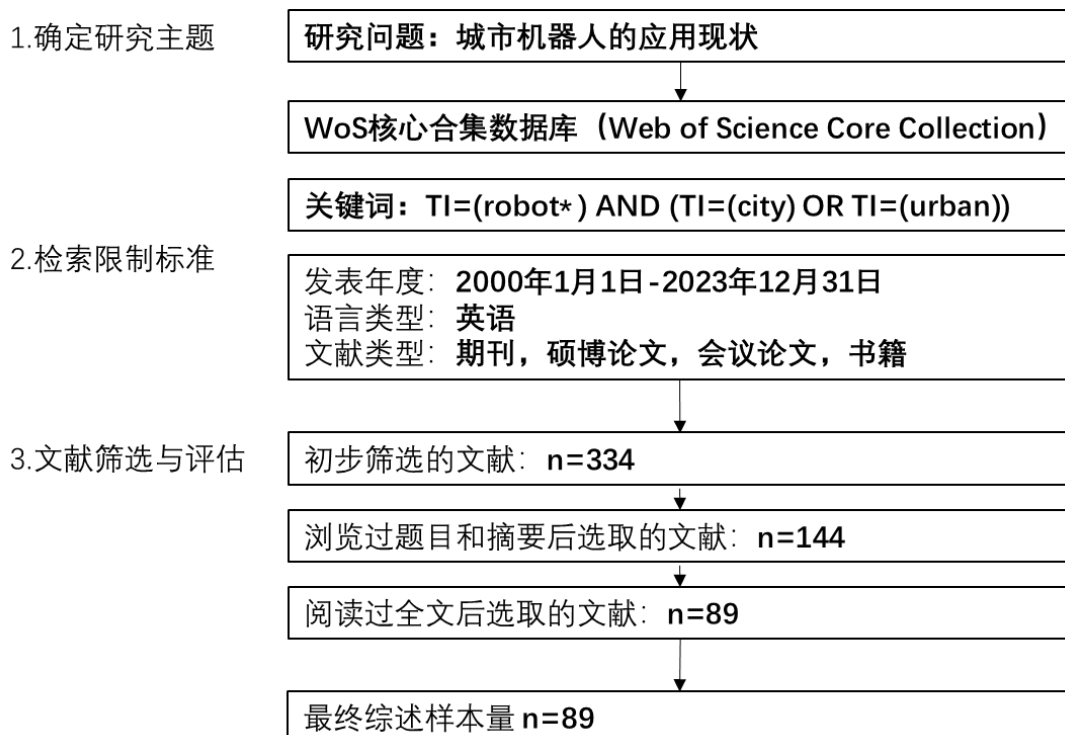 1.确定研究主题
研究问题：城市机器人的应用现状
WoS核心合集数据库（Web of Science Core Collection）
关键词：TI=(robot*) AND (TI=(city) OR TI=(urban))
2.检索限制标准
发表年度：2000年1月1日-2023年12月31日
语言类型：英语
文献类型：期刊，硕博论文，会议论文，书籍
3.文献筛选与评估
初步筛选的文献：n=334
浏览过题目和摘要后选取的文献：n=144
阅读过全文后选取的文献：n=89
最终综述样本量 n=89